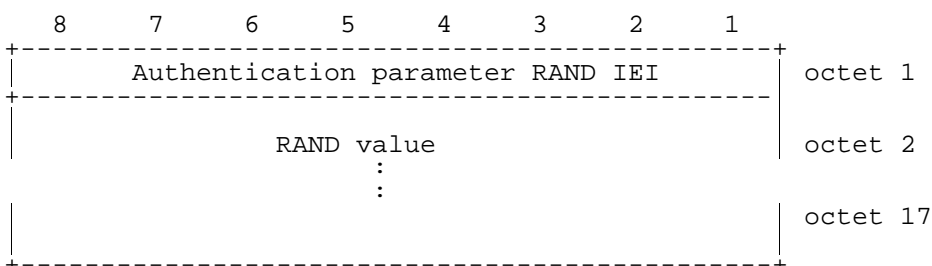 8 7 6 5 4 3 2 1
+-----------------------------------------------+
| Authentication parameter RAND IEI | octet 1
+-----------------------------------------------
RAND value | octet 2
:
:
| octet 17
+-----------------------------------------------+